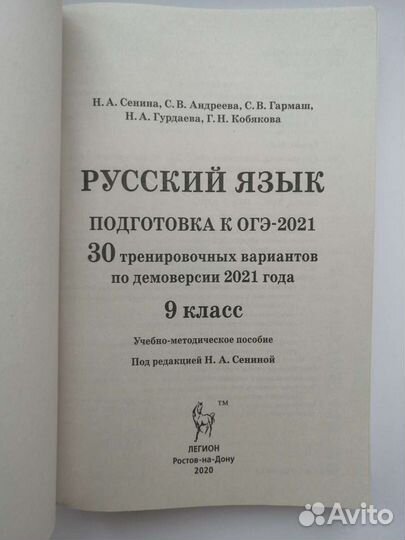 Н. А. Сенина, С. В. Андреева, С. В. Гармаш,
Н. А. Гурдаева, Г. Н. Кобякова
РУССКИЙ ЯЗЫК
ПОДГОТОВКА К ОГЭ-2021
30 тренировочных вариантов
по демоверсии 2021 года
9 класс
Учебно-методическое пособие
Под редакцией Н. А. Сениной
TM
ЛЕГИОН
Ростов-на-Дону
2020
Avito